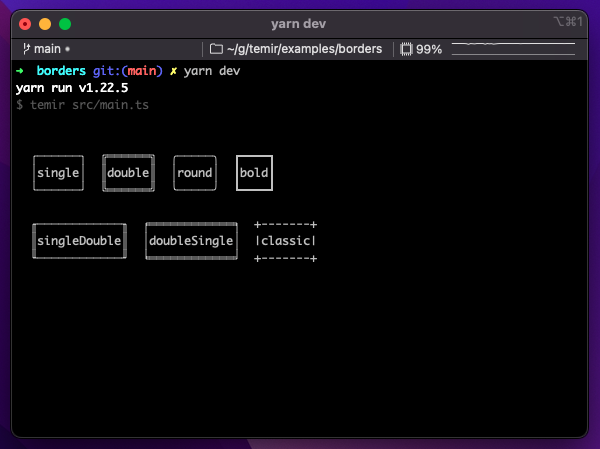 yarn dev
⌥⌘1
main •
~/g/temir/examples/borders
99%
➜ borders git:(main) ✗ yarn dev
yarn run v1.22.5
$ temir src/main.ts
single double round bold
singleDouble doubleSingle
+-------+
|classic|
+-------+